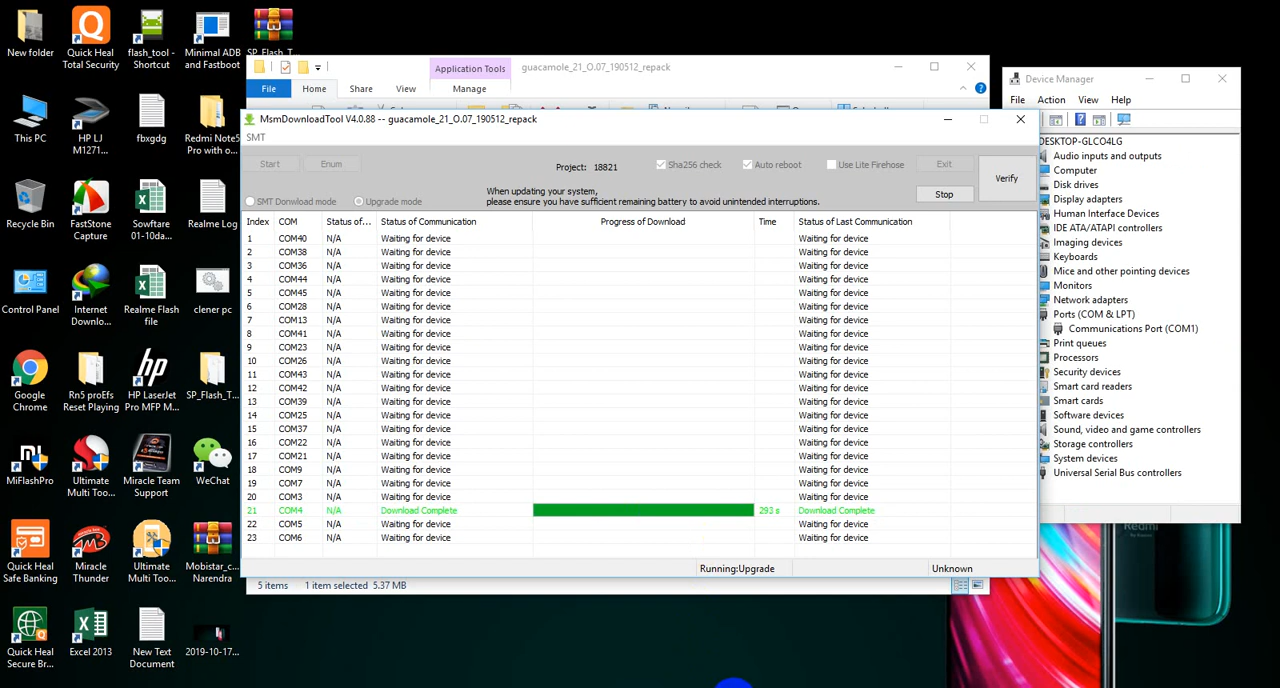 New folder
Quick Heal
Total Security
flash_tool -
Shortcut
Minimal ADB
and Fastboot
SP_Flash_T...
This PC
HP LJ
M1271...
fbxgdg
Redmi Note5
Pro with o...
Recycle Bin
FastStone
Capture
Sowftare
01-10da...
Realme Log
Control Panel
Internet
Downlo...
Realme Flash
file
clener pc
Google
Chrome
Rn5 proEfs
Reset Playing
HP LaserJet
Pro MFP M...
SP_Flash_T...
MiFlashPro
Ultimate
Multi Too...
Miracle Team
Support
WeChat
Quick Heal
Safe Banking
Miracle
Thunder
Ultimate
Multi Too...
Mobistar_c...
Narendra
Quick Heal
Secure Br...
Excel 2013
New Text
Document
2019-10-17...
Application Tools
guacamole_21_O.07_190512_repack
File
Home
Share
View
Manage
MsmDownloadTool V4.0.88 -- guacamole_21_O.07_190512_repack
SMT
Start
Enum
Project: 18821
Sha256 check
Auto reboot
Use Lite Firehose
Exit
Verify
SMT Donwload mode
Upgrade mode
When updating your system,
please ensure you have sufficient remaining battery to avoid unintended interruptions.
Stop
Index COM Status of... Status of Communication Progress of Download Time Status of Last Communication
1 COM40 N/A Waiting for device Waiting for device
2 COM38 N/A Waiting for device Waiting for device
3 COM36 N/A Waiting for device Waiting for device
4 COM44 N/A Waiting for device Waiting for device
5 COM45 N/A Waiting for device Waiting for device
6 COM28 N/A Waiting for device Waiting for device
7 COM13 N/A Waiting for device Waiting for device
8 COM41 N/A Waiting for device Waiting for device
9 COM23 N/A Waiting for device Waiting for device
10 COM26 N/A Waiting for device Waiting for device
11 COM43 N/A Waiting for device Waiting for device
12 COM42 N/A Waiting for device Waiting for device
13 COM39 N/A Waiting for device Waiting for device
14 COM25 N/A Waiting for device Waiting for device
15 COM37 N/A Waiting for device Waiting for device
16 COM22 N/A Waiting for device Waiting for device
17 COM21 N/A Waiting for device Waiting for device
18 COM9 N/A Waiting for device Waiting for device
19 COM7 N/A Waiting for device Waiting for device
20 COM3 N/A Waiting for device Waiting for device
21 COM4 N/A Download Complete 293 s Download Complete
22 COM5 N/A Waiting for device Waiting for device
23 COM6 N/A Waiting for device Waiting for device
Running:Upgrade
Unknown
5 items 1 item selected 5.37 MB
Device Manager
File Action View Help
DESKTOP-GLCO4LG
Audio inputs and outputs
Computer
Disk drives
Display adapters
Human Interface Devices
IDE ATA/ATAPI controllers
Imaging devices
Keyboards
Mice and other pointing devices
Monitors
Network adapters
Ports (COM & LPT)
Communications Port (COM1)
Print queues
Processors
Security devices
Smart card readers
Smart cards
Software devices
Sound, video and game controllers
Storage controllers
System devices
Universal Serial Bus controllers
Redmi